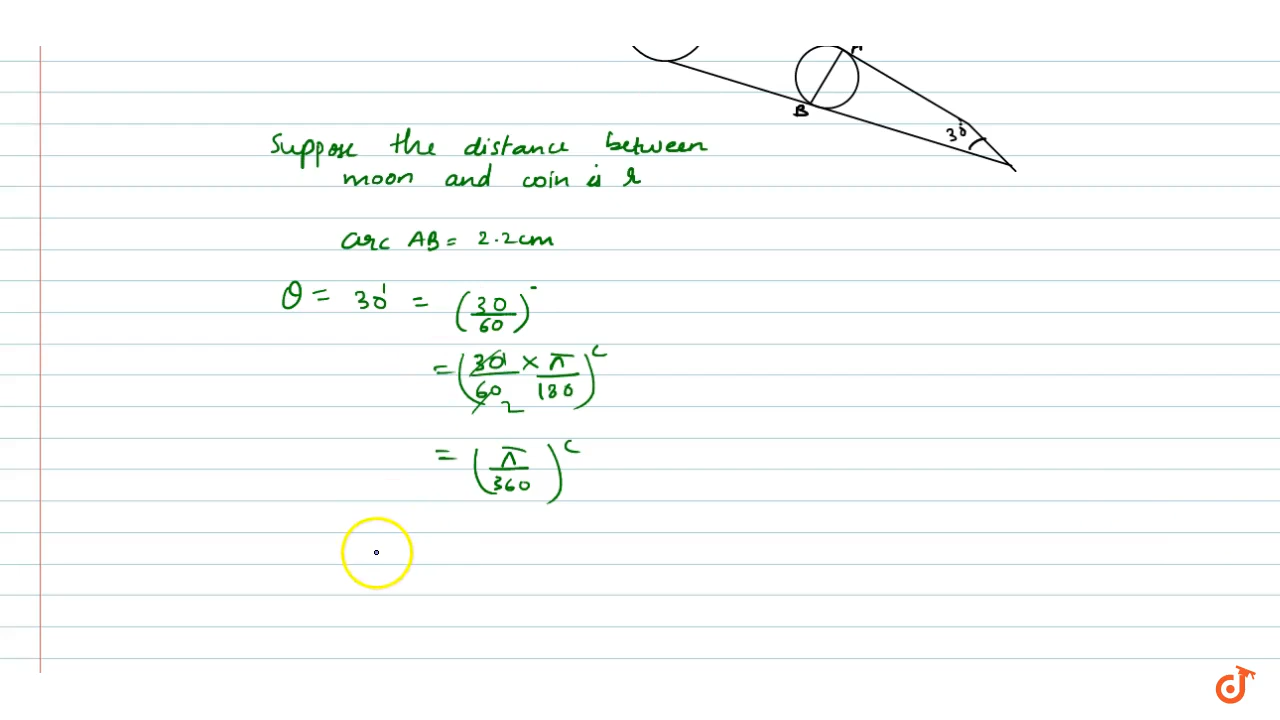 B
30'
Suppose the distance between
moon and coin is r
arc AB = 2.2cm
θ = 30' = (30/60)°
= (30/60 × π/180)ᶜ
2
= (π/360)ᶜ